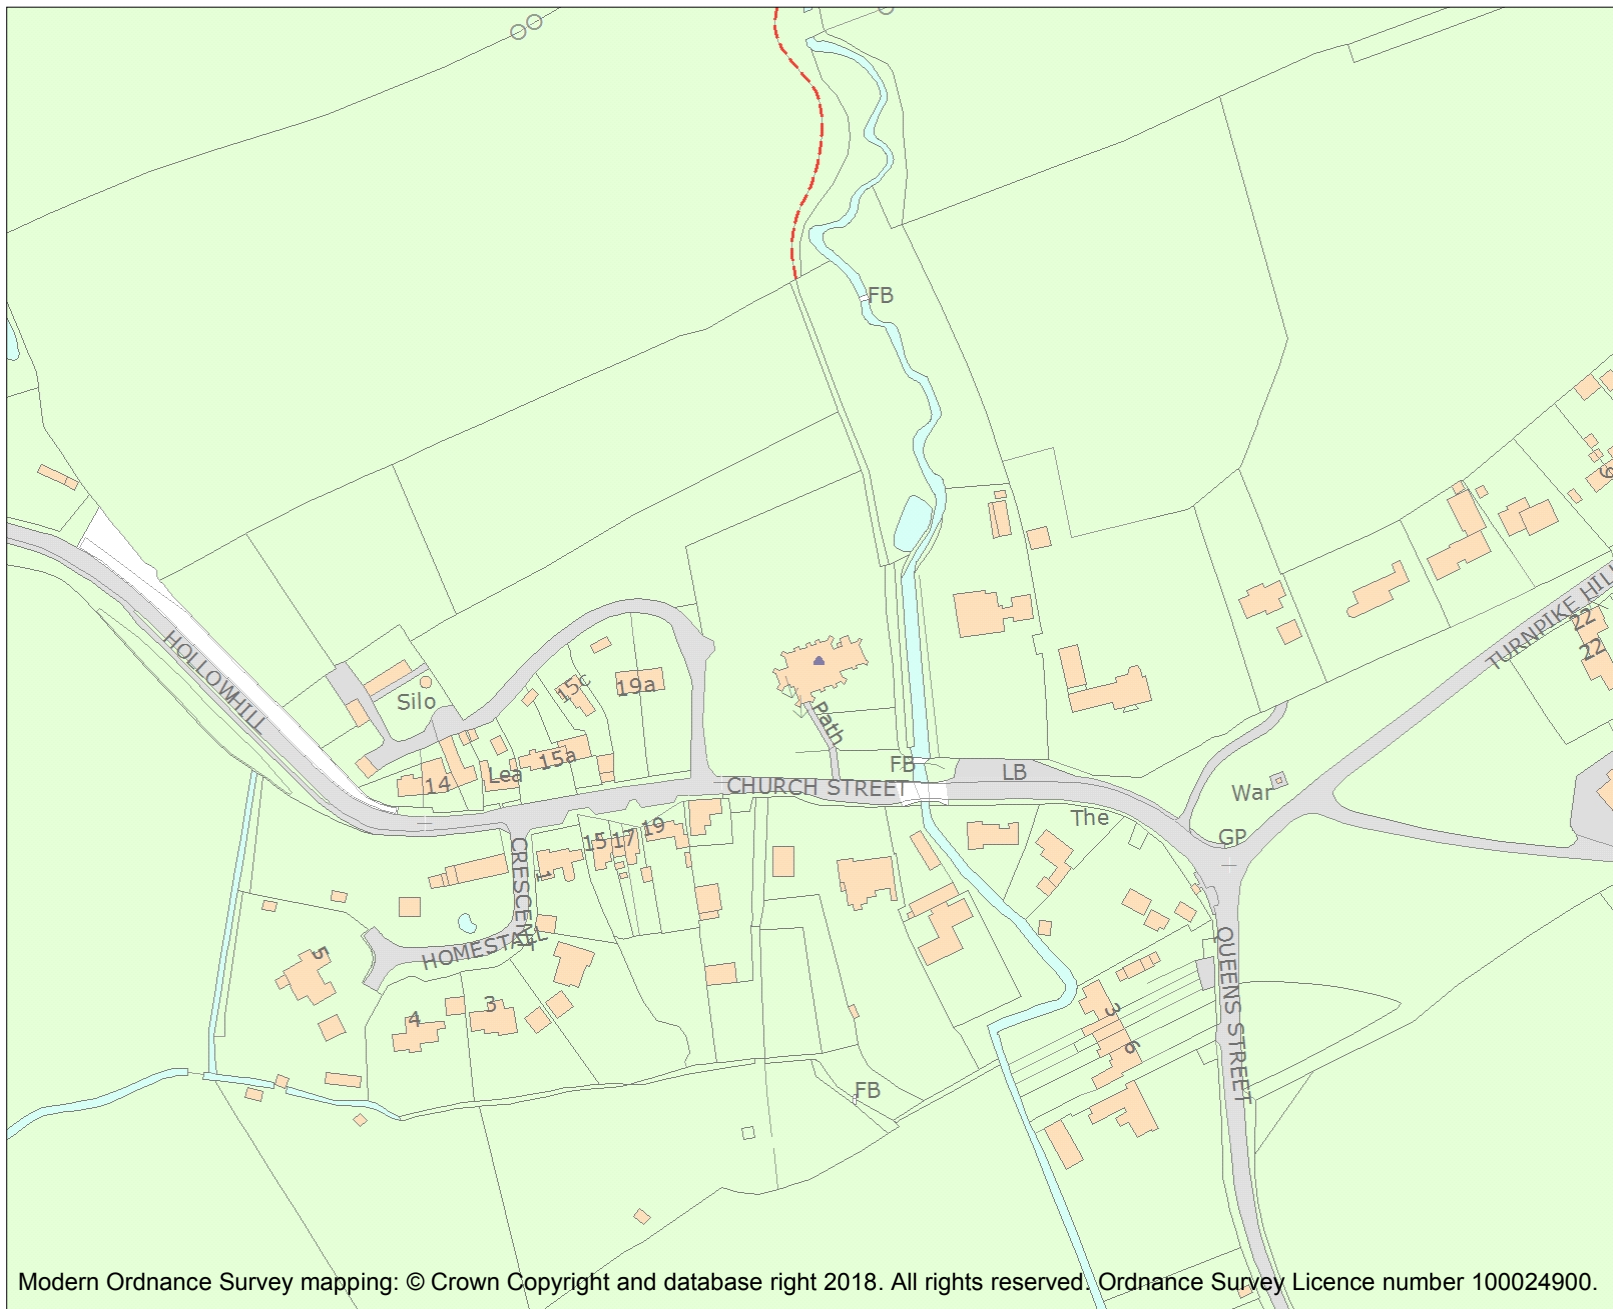 FB
9
TURNPIKE HILL
22
22
HOLLOWHILL
Silo
15c
19a
Path
14
Lea
15a
FB
LB
CHURCH STREET
War
The
GP
15
17
19
1
CRESCENT
HOMESTALL
5
4
3
QUEENS STREET
3
6
FB
Modern Ordnance Survey mapping: © Crown Copyright and database right 2018. All rights reserved. Ordnance Survey Licence number 100024900.